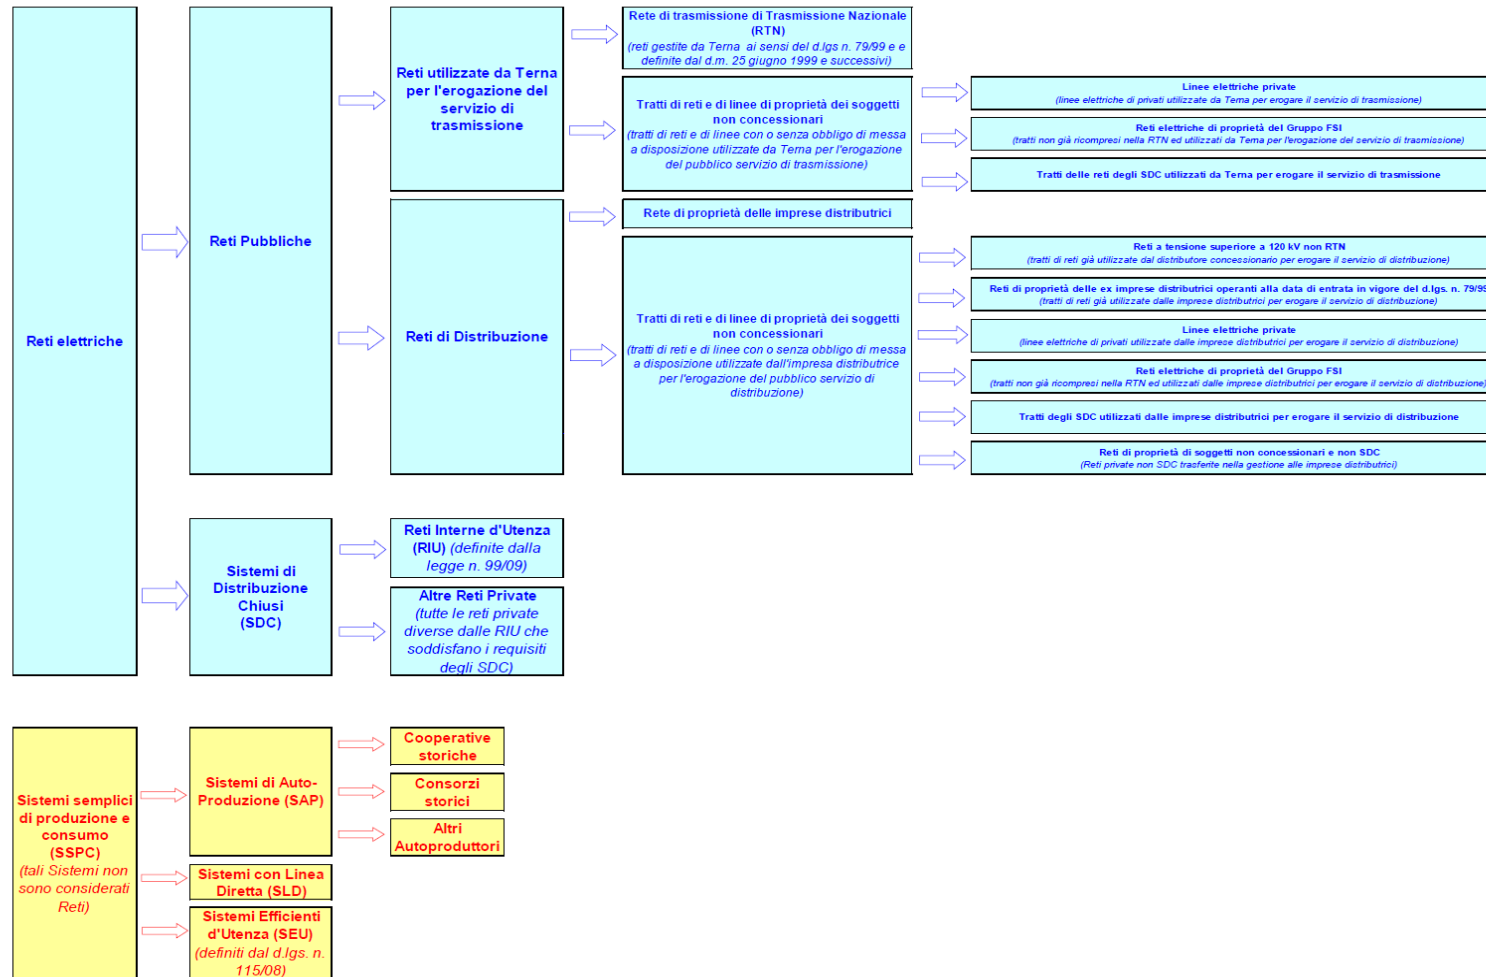 Reti elettriche
Reti Pubbliche
Reti utilizzate da Terna
per l'erogazione del
servizio di
trasmissione
Rete di trasmissione di Trasmissione Nazionale
(RTN)
(reti gestite da Terna ai sensi del d.lgs n. 79/99 e e
definite dal d.m. 25 giugno 1999 e successivi)
Tratti di reti e di linee di proprietà dei soggetti
non concessionari
(tratti di reti e di linee con o senza obbligo di messa
a disposizione utilizzate da Terna per l'erogazione
del pubblico servizio di trasmissione)
Linee elettriche private
(linee elettriche di privati utilizzate da Terna per erogare il servizio di trasmissione)
Reti elettriche di proprietà del Gruppo FSI
(tratti non già ricompresi nella RTN ed utilizzati da Terna per l'erogazione del servizio di trasmissione)
Tratti delle reti degli SDC utilizzati da Terna per erogare il servizio di trasmissione
Reti di Distribuzione
Rete di proprietà delle imprese distributrici
Tratti di reti e di linee di proprietà dei soggetti
non concessionari
(tratti di reti e di linee con o senza obbligo di messa
a disposizione utilizzate dall'impresa distributrice
per l'erogazione del pubblico servizio di
distribuzione)
Reti a tensione superiore a 120 kV non RTN
(tratti di reti già utilizzate dal distributore concessionario per erogare il servizio di distribuzione)
Reti di proprietà delle ex imprese distributrici operanti alla data di entrata in vigore del d.lgs. n. 79/99
(tratti di reti già utilizzate dalle imprese distributrici per erogare il servizio di distribuzione)
Linee elettriche private
(linee elettriche di privati utilizzate dalle imprese distributrici per erogare il servizio di distribuzione)
Reti elettriche di proprietà del Gruppo FSI
(tratti non già ricompresi nella RTN ed utilizzati dalle imprese distributrici per erogare il servizio di distribuzione)
Tratti degli SDC utilizzati dalle imprese distributrici per erogare il servizio di distribuzione
Reti di proprietà di soggetti non concessionari e non SDC
(Reti private non SDC trasferite nella gestione alle imprese distributrici)
Sistemi di
Distribuzione
Chiusi
(SDC)
Reti Interne d'Utenza
(RIU) (definite dalla
legge n. 99/09)
Altre Reti Private
(tutte le reti private
diverse dalle RIU che
soddisfano i requisiti
degli SDC)
Sistemi semplici
di produzione e
consumo
(SSPC)
(tali Sistemi non
sono considerati
Reti)
Sistemi di Auto-
Produzione (SAP)
Cooperative
storiche
Consorzi
storici
Altri
Autoproduttori
Sistemi con Linea
Diretta (SLD)
Sistemi Efficienti
d'Utenza (SEU)
(definiti dal d.lgs. n.
115/08)